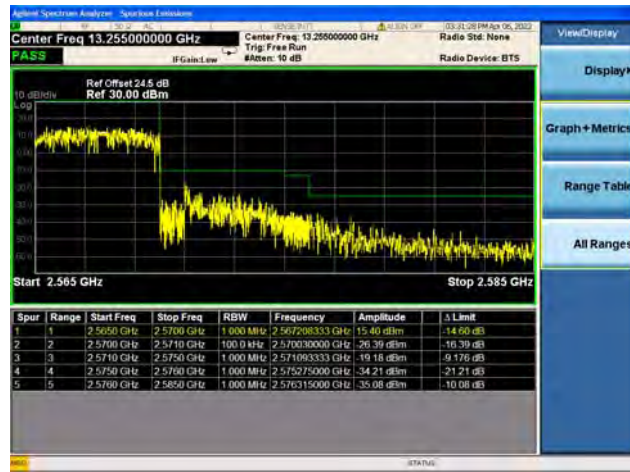 Agilent Spectrum Analyzer Spurious Emissions
RF 50 Ω AC SENSE:INT ALIGN OFF 03:31:28 PM Apr 06, 2022
Center Freq 13.255000000 GHz Center Freq: 13.255000000 GHz Radio Std: None
PASS Trig: Free Run
IFGain:Low #Atten: 10 dB Radio Device: BTS
Ref Offset 24.5 dB
10 dB/div Ref 30.00 dBm
Log
Start 2.565 GHz Stop 2.585 GHz
Spur Range Start Freq Stop Freq RBW Frequency Amplitude Δ Limit
1 1 2.5650 GHz 2.5700 GHz 1.000 MHz 2.567208333 GHz 15.40 dBm -14.60 dB
2 2 2.5700 GHz 2.5710 GHz 100.0 kHz 2.570030000 GHz -26.39 dBm -16.39 dB
3 3 2.5710 GHz 2.5750 GHz 1.000 MHz 2.571093333 GHz -19.18 dBm -9.176 dB
4 4 2.5750 GHz 2.5760 GHz 1.000 MHz 2.575275000 GHz -34.21 dBm -21.21 dB
5 5 2.5760 GHz 2.5850 GHz 1.000 MHz 2.576315000 GHz -35.08 dBm -10.08 dB
MSG STATUS
View/Display
Display
Graph+Metrics
Range Table
All Ranges